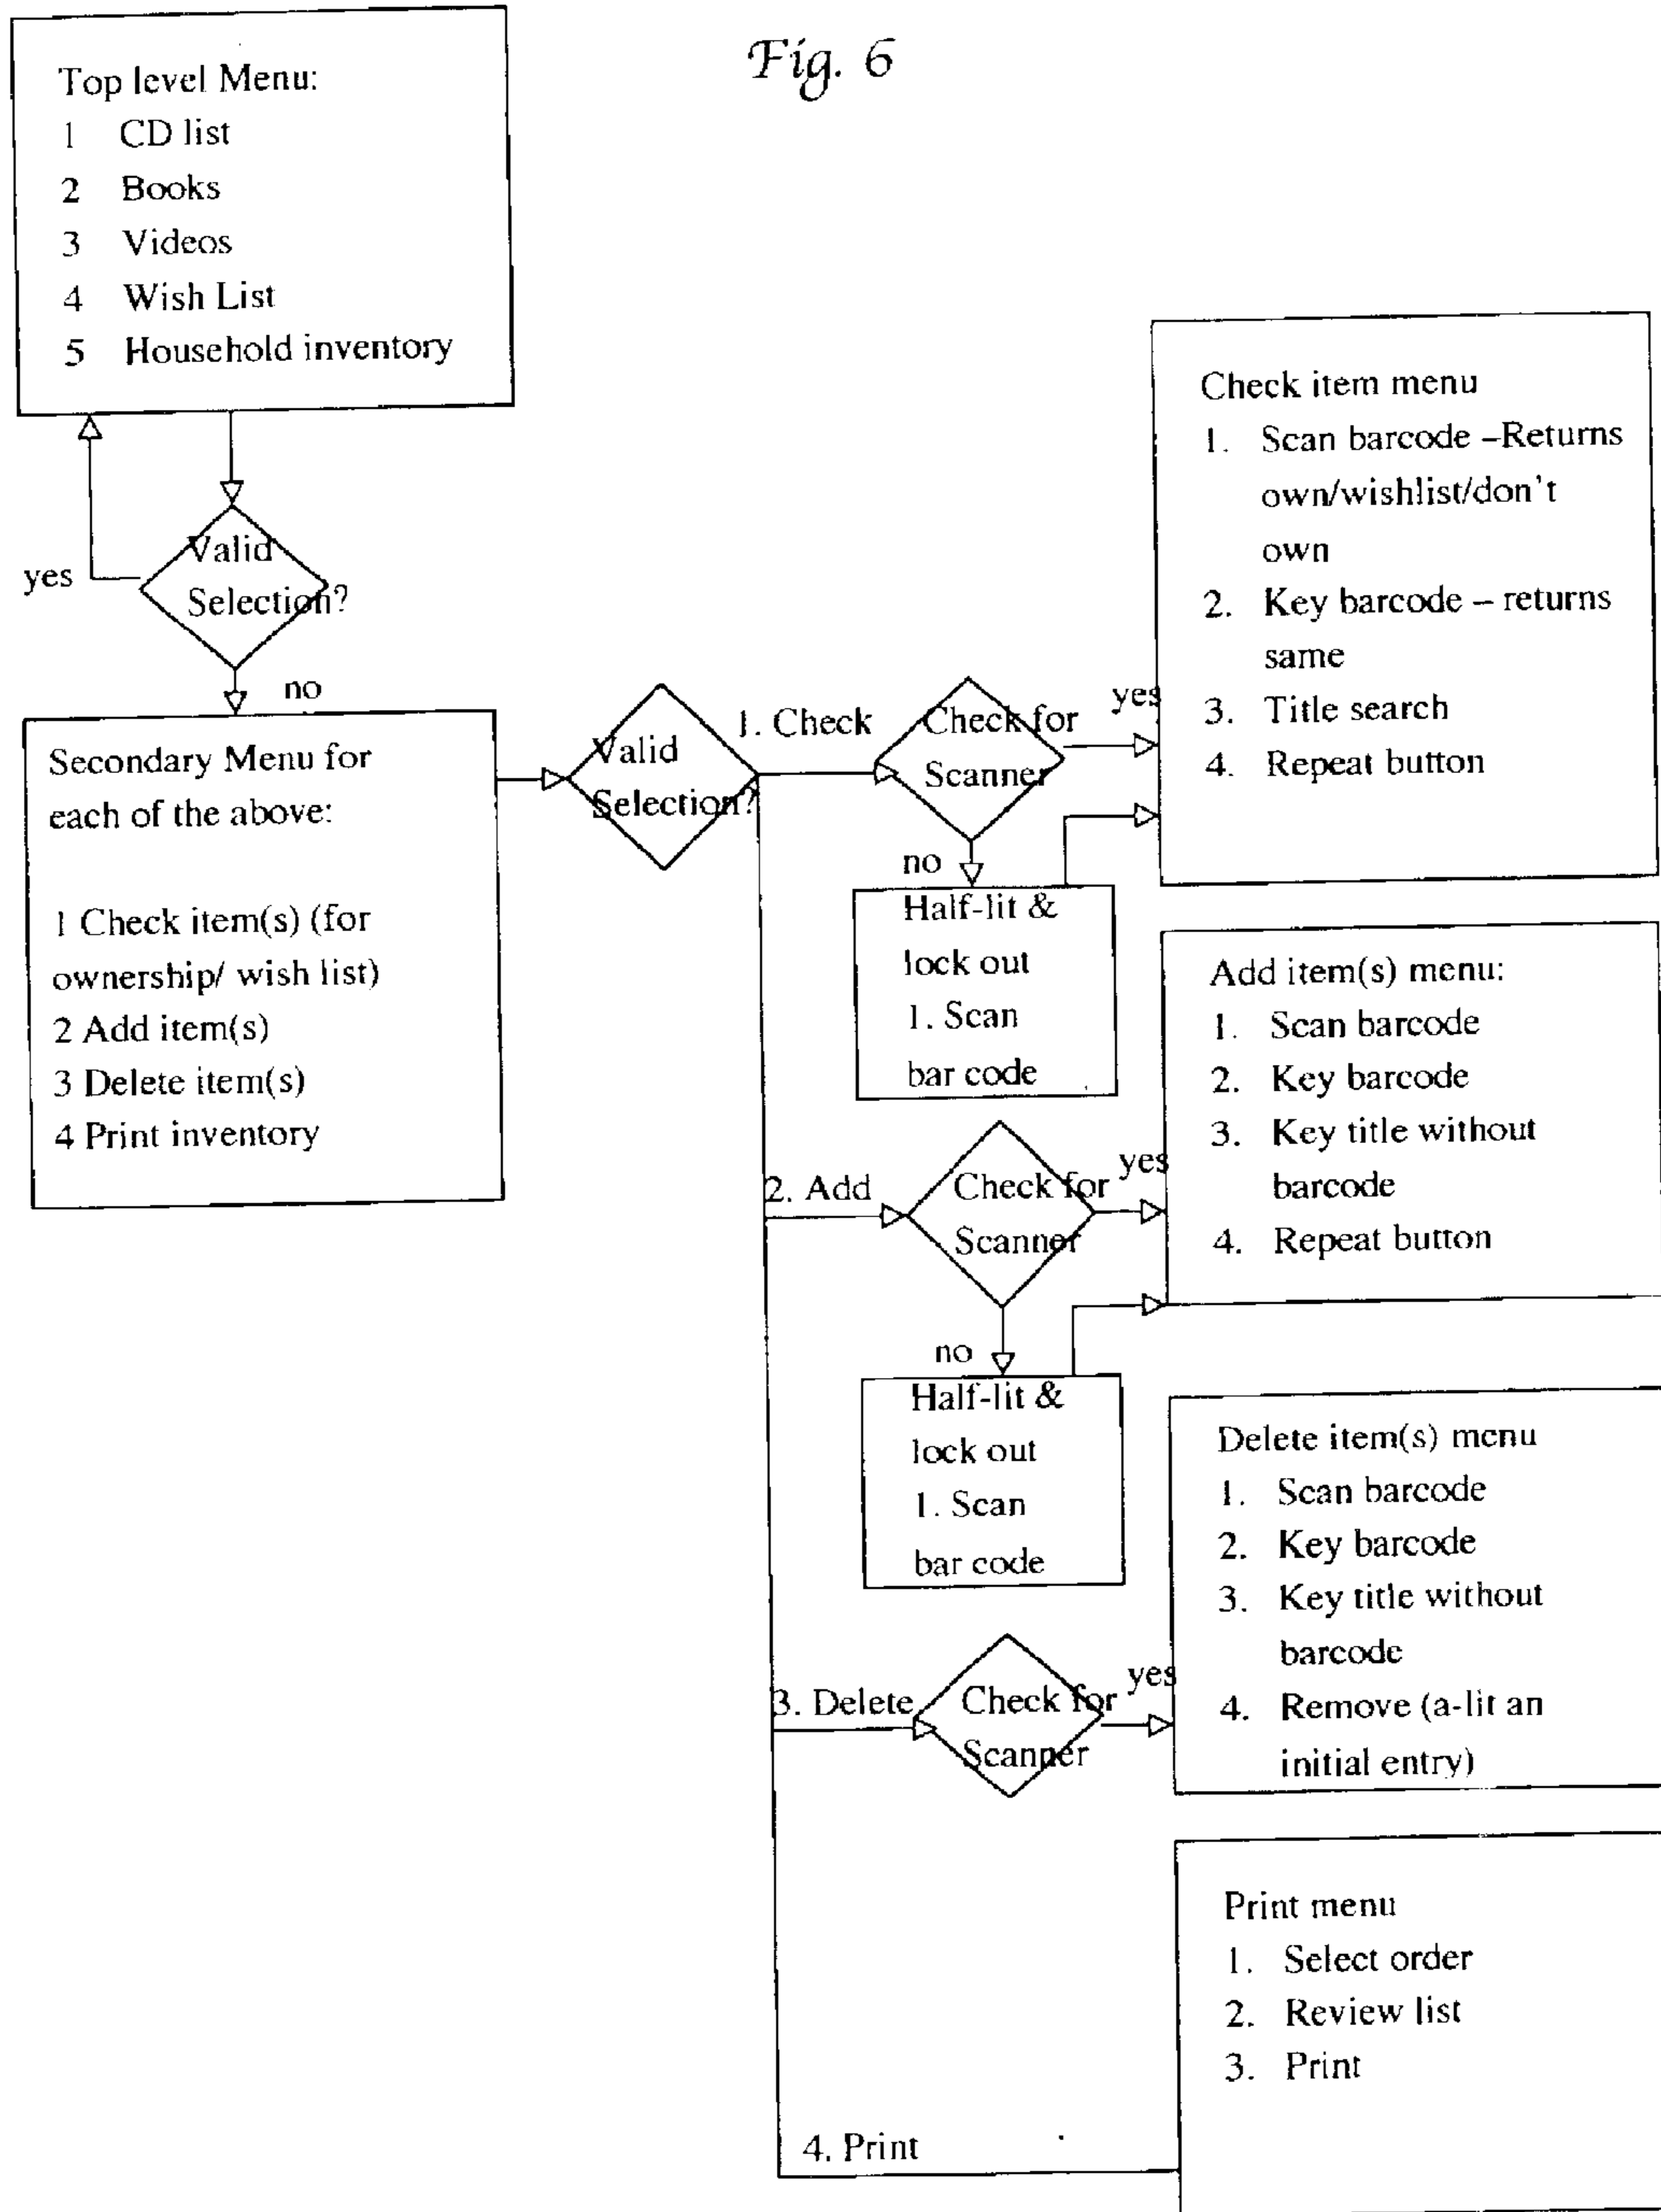 Fig. 6
Top level Menu:
1 CD list
2 Books
3 Videos
4 Wish List
5 Household inventory
Valid
Selection?
yes
no
Secondary Menu for
each of the above:
1 Check item(s) (for
ownership/ wish list)
2 Add item(s)
3 Delete item(s)
4 Print inventory
Valid
Selection?
1. Check
Check for
Scanner
yes
no
Half-lit &
lock out
1. Scan
bar code
Check item menu
1. Scan barcode –Returns
own/wishlist/don't
own
2. Key barcode – returns
same
3. Title search
4. Repeat button
2. Add
Check for
Scanner
yes
no
Half-lit &
lock out
1. Scan
bar code
Add item(s) menu:
1. Scan barcode
2. Key barcode
3. Key title without
barcode
4. Repeat button
3. Delete
Check for
Scanner
yes
Delete item(s) menu
1. Scan barcode
2. Key barcode
3. Key title without
barcode
4. Remove (a-lit an
initial entry)
4. Print
Print menu
1. Select order
2. Review list
3. Print